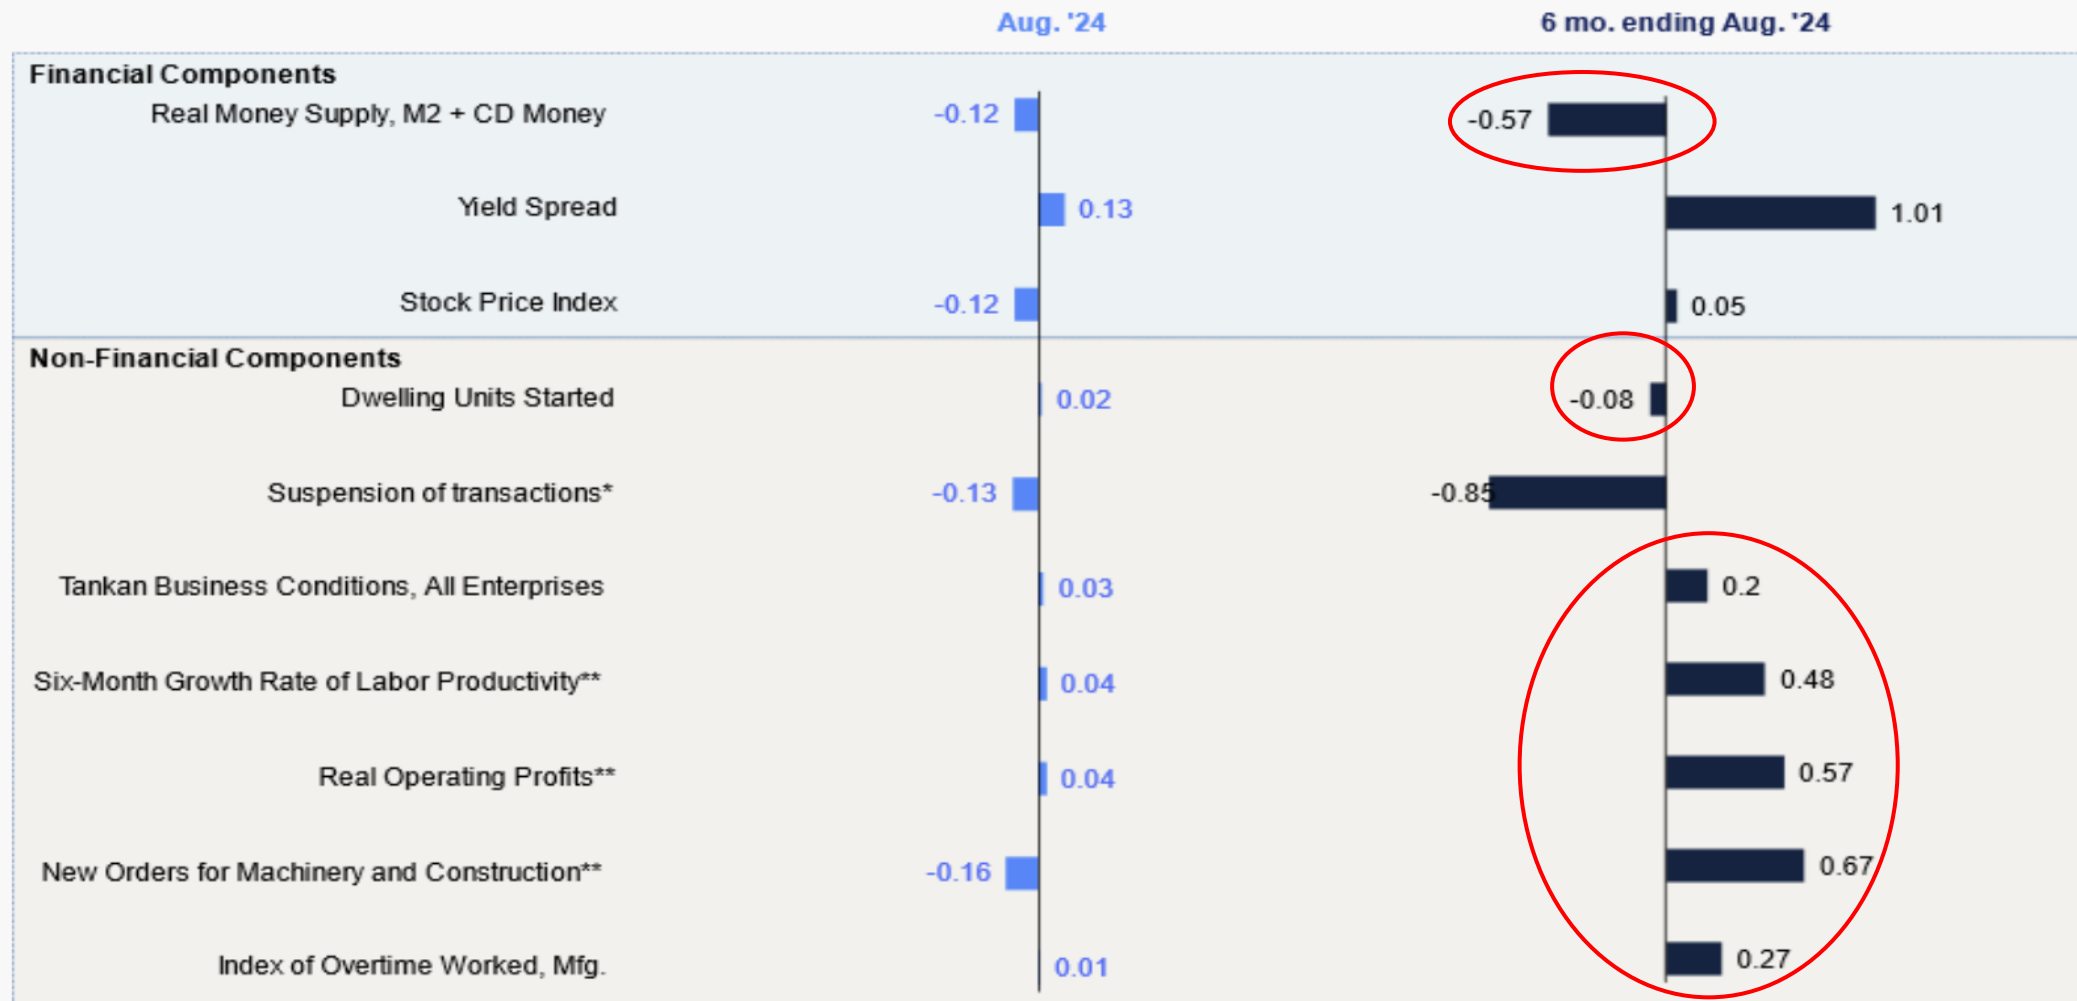 Aug. '24 6 mo. ending Aug. '24
Financial Components
Real Money Supply, M2 + CD Money -0.12 -0.57
Yield Spread 0.13 1.01
Stock Price Index -0.12 0.05
Non-Financial Components
Dwelling Units Started 0.02 -0.08
Suspension of transactions* -0.13 -0.85
Tankan Business Conditions, All Enterprises 0.03 0.2
Six-Month Growth Rate of Labor Productivity** 0.04 0.48
Real Operating Profits** 0.04 0.57
New Orders for Machinery and Construction** -0.16 0.67
Index of Overtime Worked, Mfg. 0.01 0.27